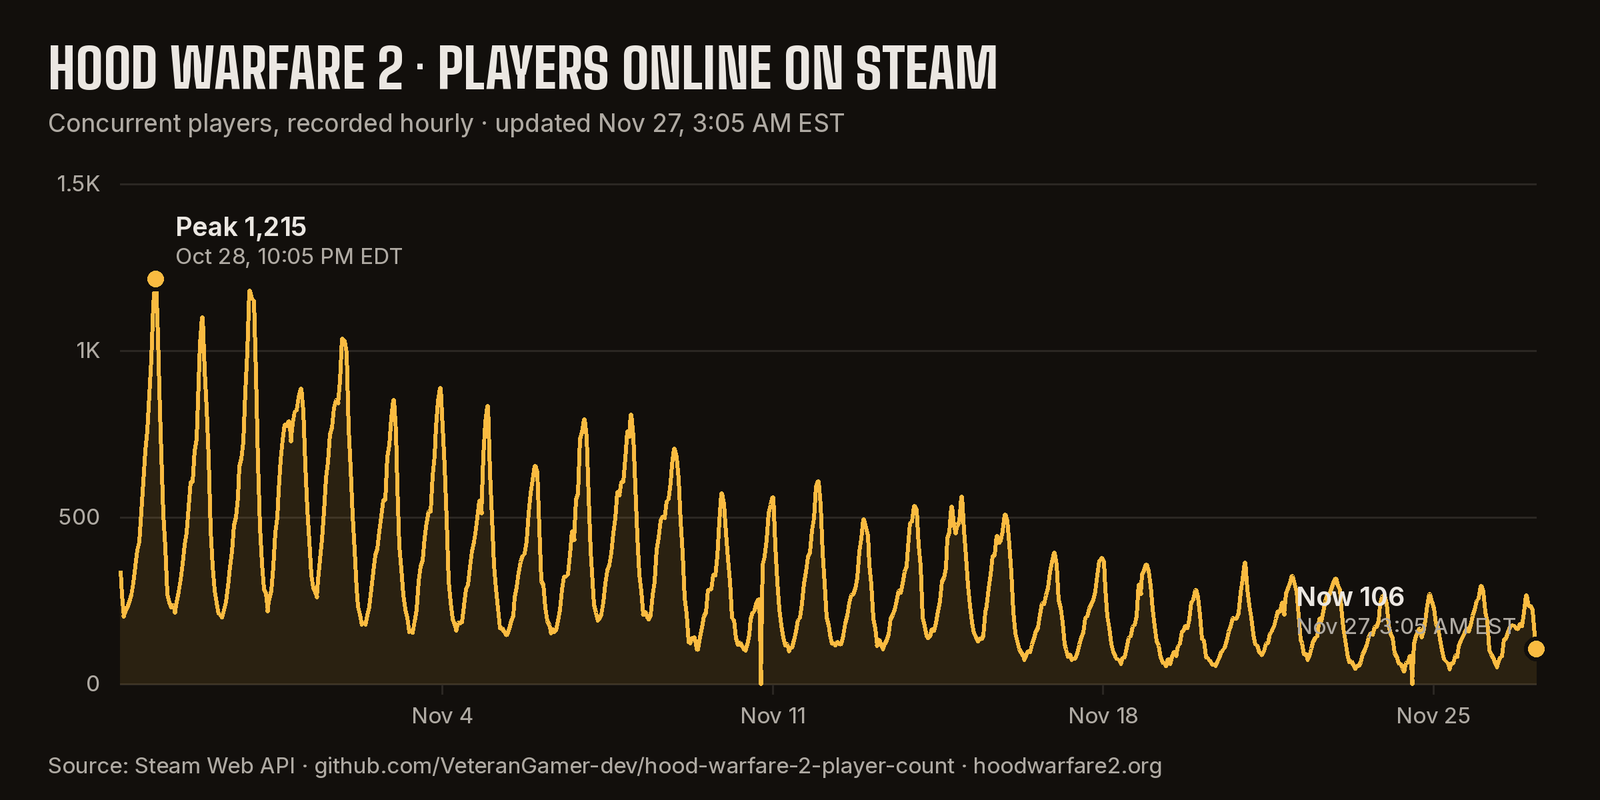 HOOD WARFARE 2 · PLAYERS ONLINE ON STEAM
Concurrent players, recorded hourly · updated Nov 27, 3:05 AM EST
1.5K
Peak 1,215
Oct 28, 10:05 PM EDT
1K
500
Now 106
Nov 27, 3:05 AM EST
0
Nov 4
Nov 11
Nov 18
Nov 25
Source: Steam Web API · github.com/VeteranGamer-dev/hood-warfare-2-player-count · hoodwarfare2.org